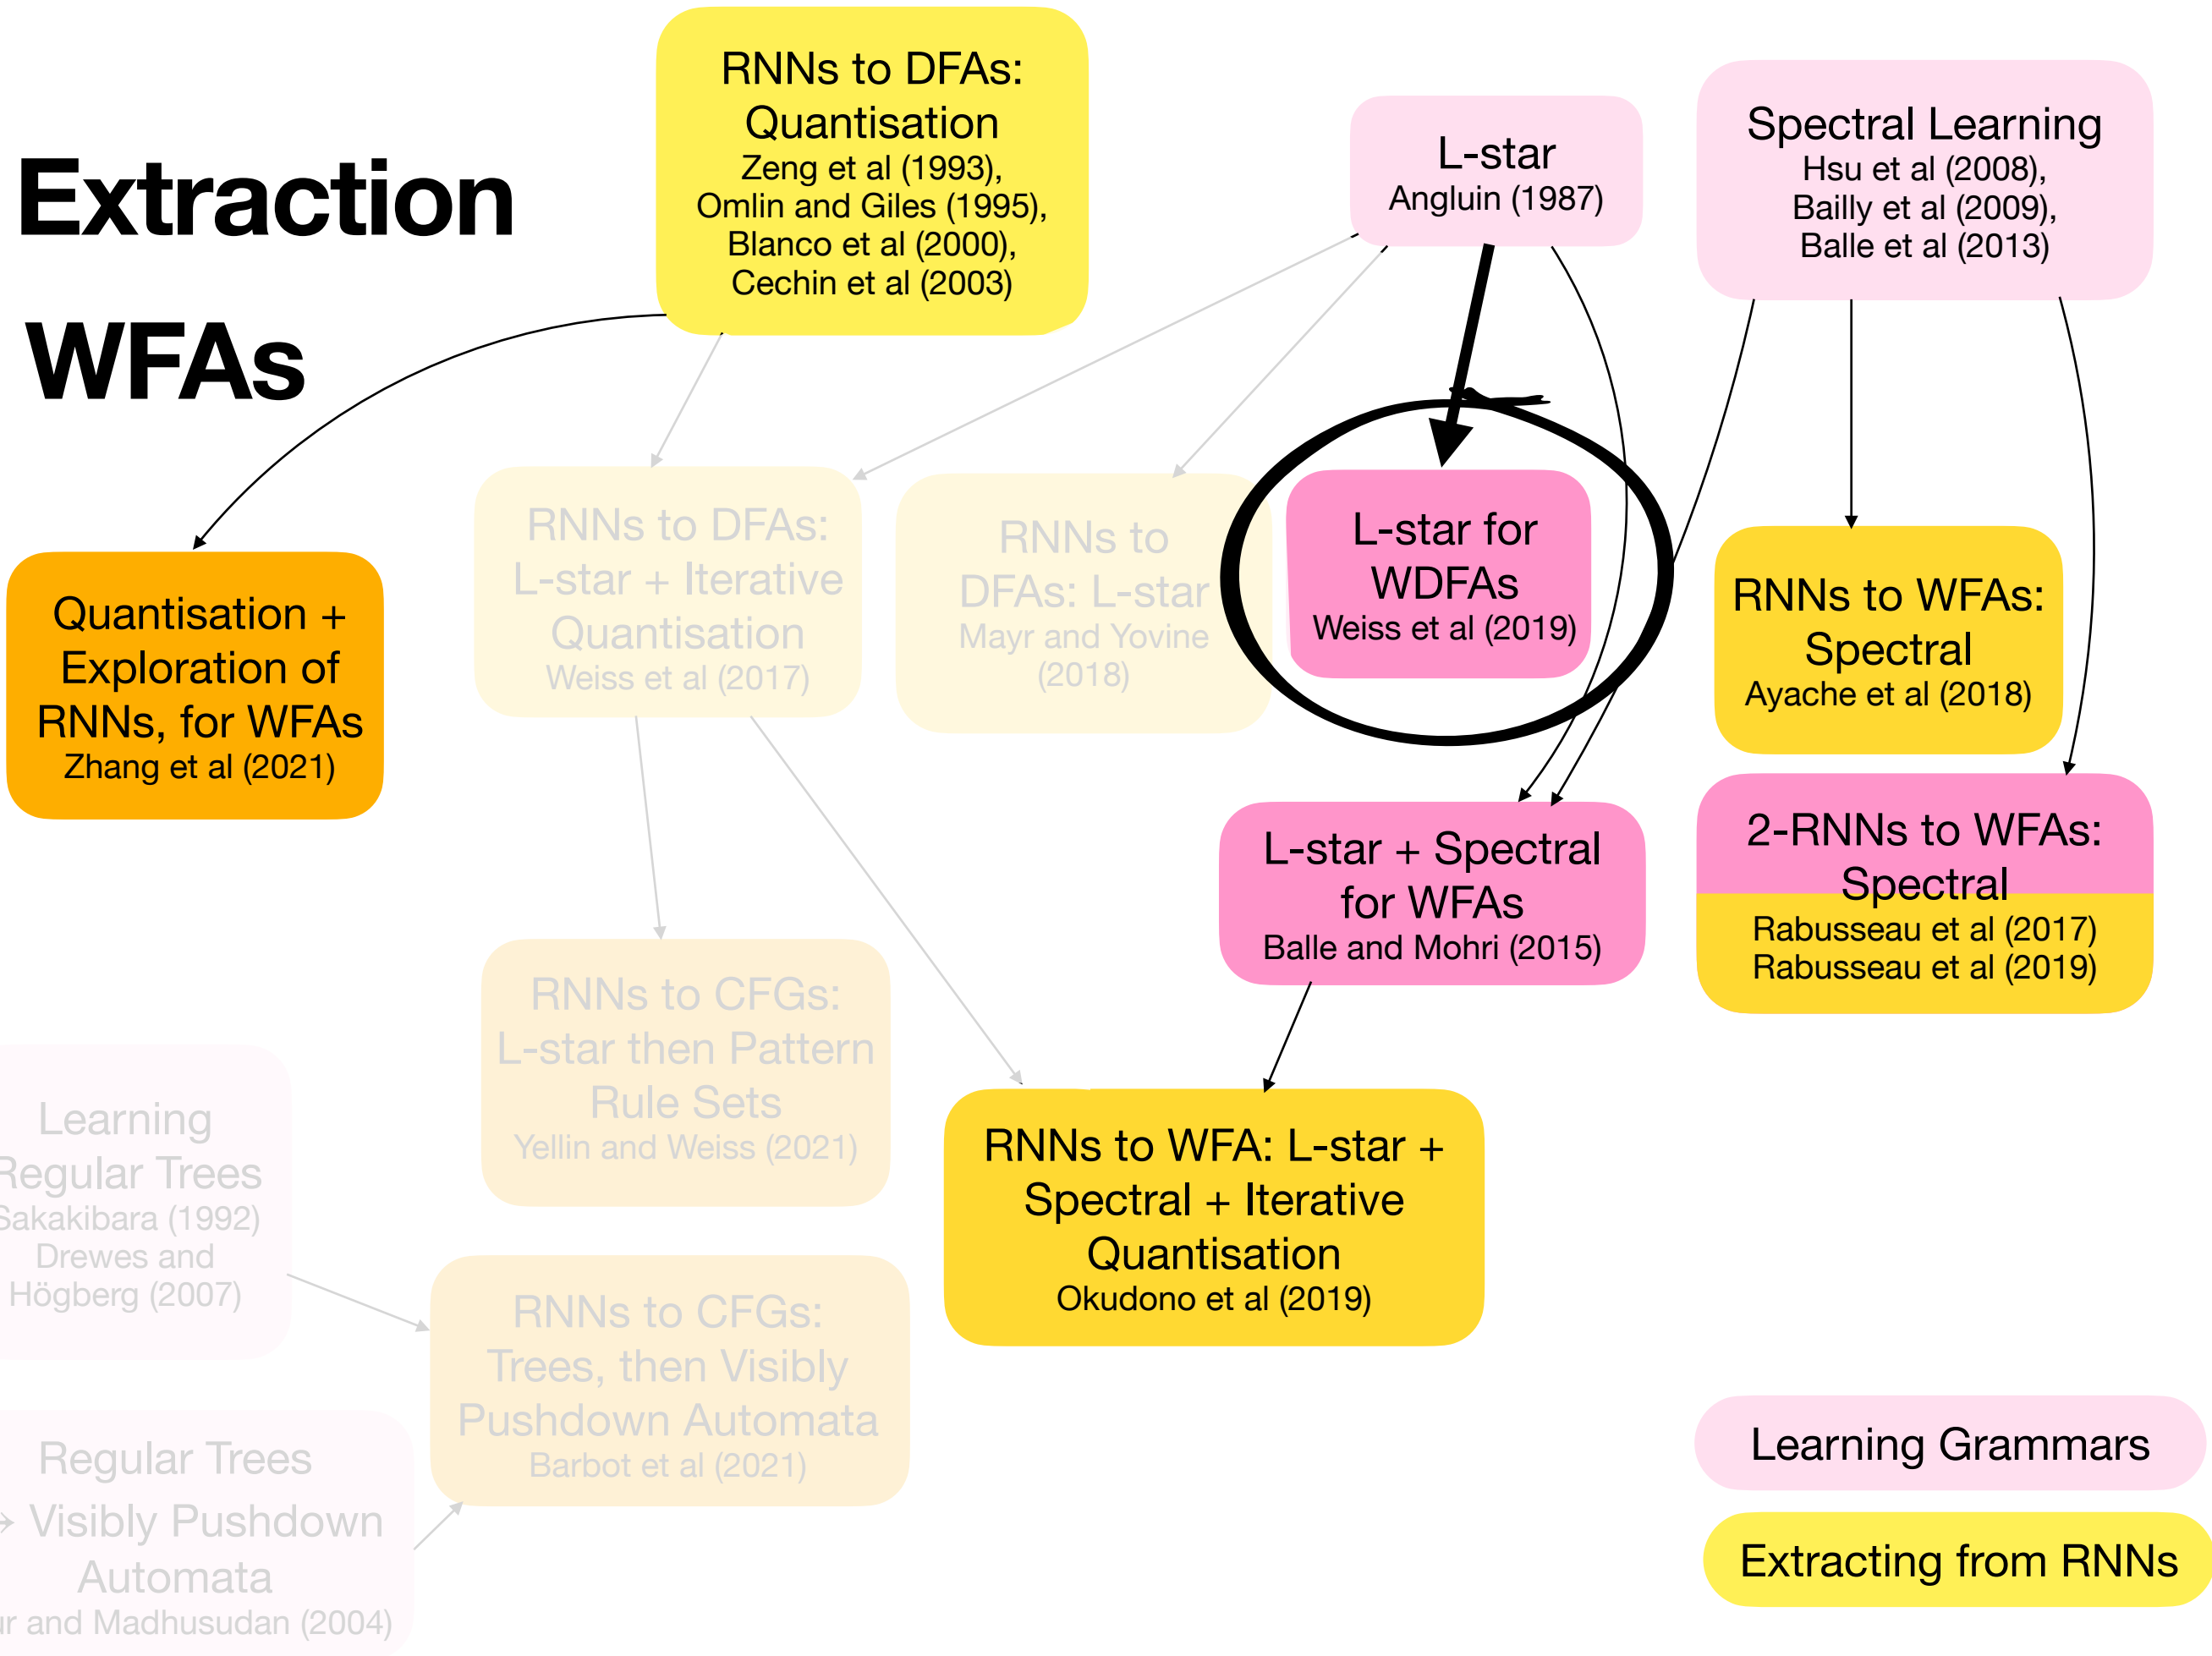 Extraction
WFAs
RNNs to DFAs:
Quantisation
Zeng et al (1993),
Omlin and Giles (1995),
Blanco et al (2000),
Cechin et al (2003)
L-star
Angluin (1987)
Spectral Learning
Hsu et al (2008),
Bailly et al (2009),
Balle et al (2013)
Quantisation +
Exploration of
RNNs, for WFAs
Zhang et al (2021)
RNNs to DFAs:
L-star + Iterative
Quantisation
Weiss et al (2017)
RNNs to
DFAs: L-star
Mayr and Yovine
(2018)
L-star for
WDFAs
Weiss et al (2019)
RNNs to WFAs:
Spectral
Ayache et al (2018)
L-star + Spectral
for WFAs
Balle and Mohri (2015)
2-RNNs to WFAs:
Spectral
Rabusseau et al (2017)
Rabusseau et al (2019)
RNNs to CFGs:
L-star then Pattern
Rule Sets
Yellin and Weiss (2021)
RNNs to WFA: L-star +
Spectral + Iterative
Quantisation
Okudono et al (2019)
Learning
Regular Trees
Sakakibara (1992)
Drewes and
Högberg (2007)
RNNs to CFGs:
Trees, then Visibly
Pushdown Automata
Barbot et al (2021)
Regular Trees
→ Visibly Pushdown
Automata
and Madhusudan (2004)
Learning Grammars
Extracting from RNNs